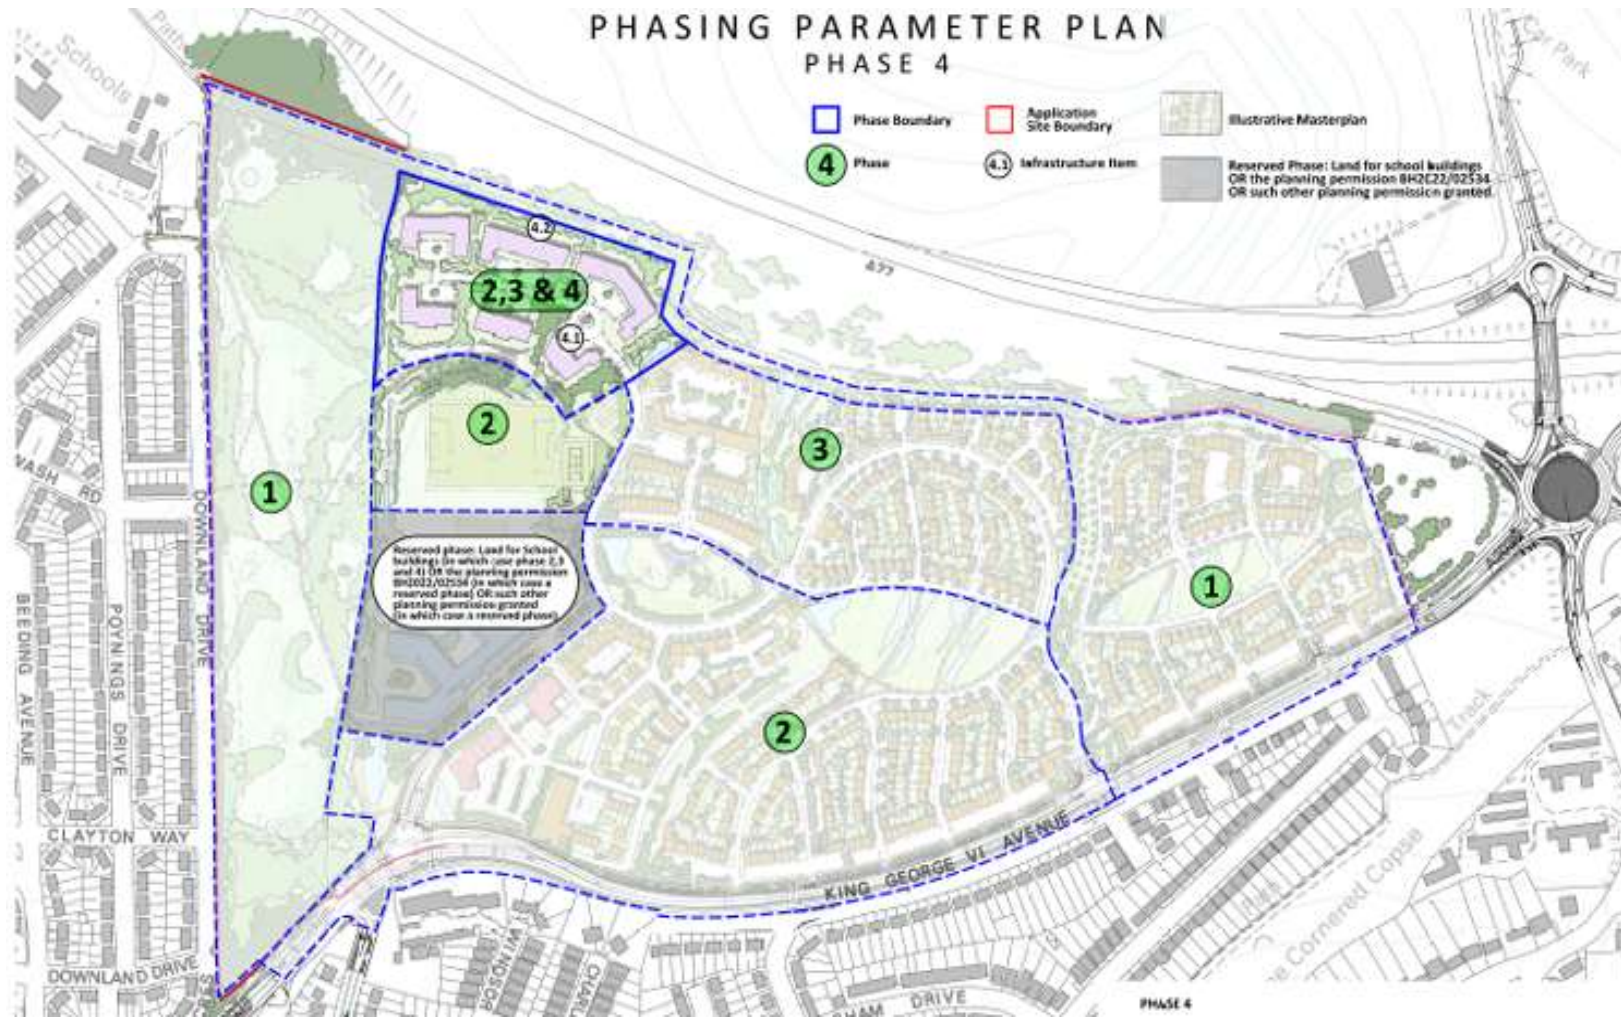 PHASING PARAMETER PLAN
PHASE 4
Phase Boundary
Application
Site Boundary
Illustrative Masterplan
4
Phase
4.1
Infrastructure Item
Reserved Phase: Land for school buildings
OR the planning permission BH2022/02534
OR such other planning permission granted
Path
Schools
Car Park
A27
4.2
2,3 & 4
4.1
2
3
1
1
2
Reserved phase: Land for School
buildings (in which case phase 2,3
and 4) OR the planning permission
BH2022/02534 (in which case a
reserved phase) OR such other
planning permission granted
(in which case a reserved phase)
NASH RD
DOWNLAND DRIVE
POYNINGS DRIVE
BEEDING AVENUE
CLAYTON WAY
DOWNLAND DRIVE
KING GEORGE VI AVENUE
Track
Cornered Copse
WINDSOR
CHAR
HAM DRIVE
PHASE 4